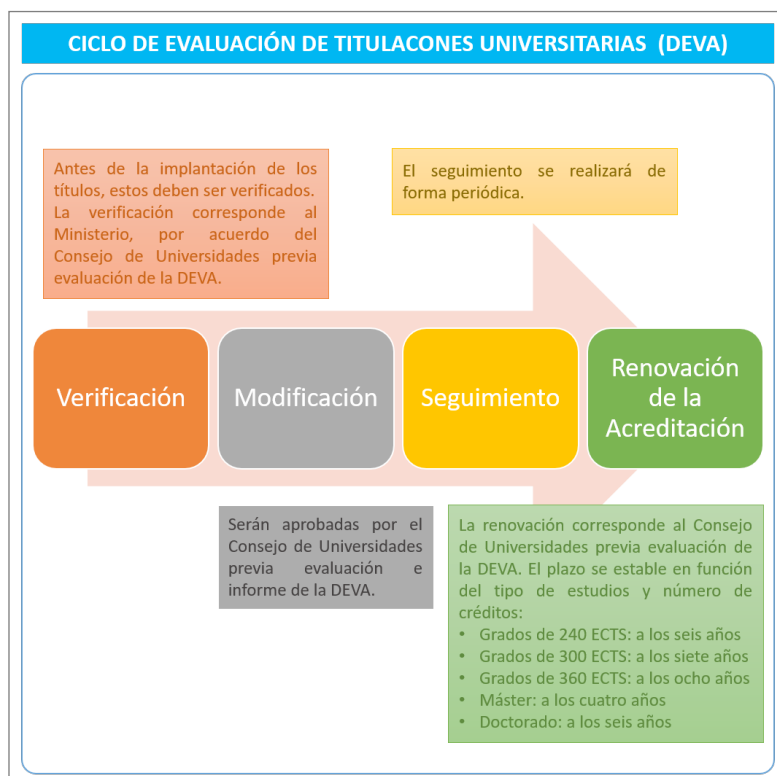 CICLO DE EVALUACIÓN DE TITULACONES UNIVERSITARIAS (DEVA)
Antes de la implantación de los
títulos, estos deben ser verificados.
La verificación corresponde al
Ministerio, por acuerdo del
Consejo de Universidades previa
evaluación de la DEVA.
El seguimiento se realizará de
forma periódica.
Verificación
Modificación
Seguimiento
Renovación
de la
Acreditación
Serán aprobadas por el
Consejo de Universidades
previa evaluación e
informe de la DEVA.
La renovación corresponde al Consejo
de Universidades previa evaluación de
la DEVA. El plazo se estable en función
del tipo de estudios y número de
créditos:
• Grados de 240 ECTS: a los seis años
• Grados de 300 ECTS: a los siete años
• Grados de 360 ECTS: a los ocho años
• Máster: a los cuatro años
• Doctorado: a los seis años